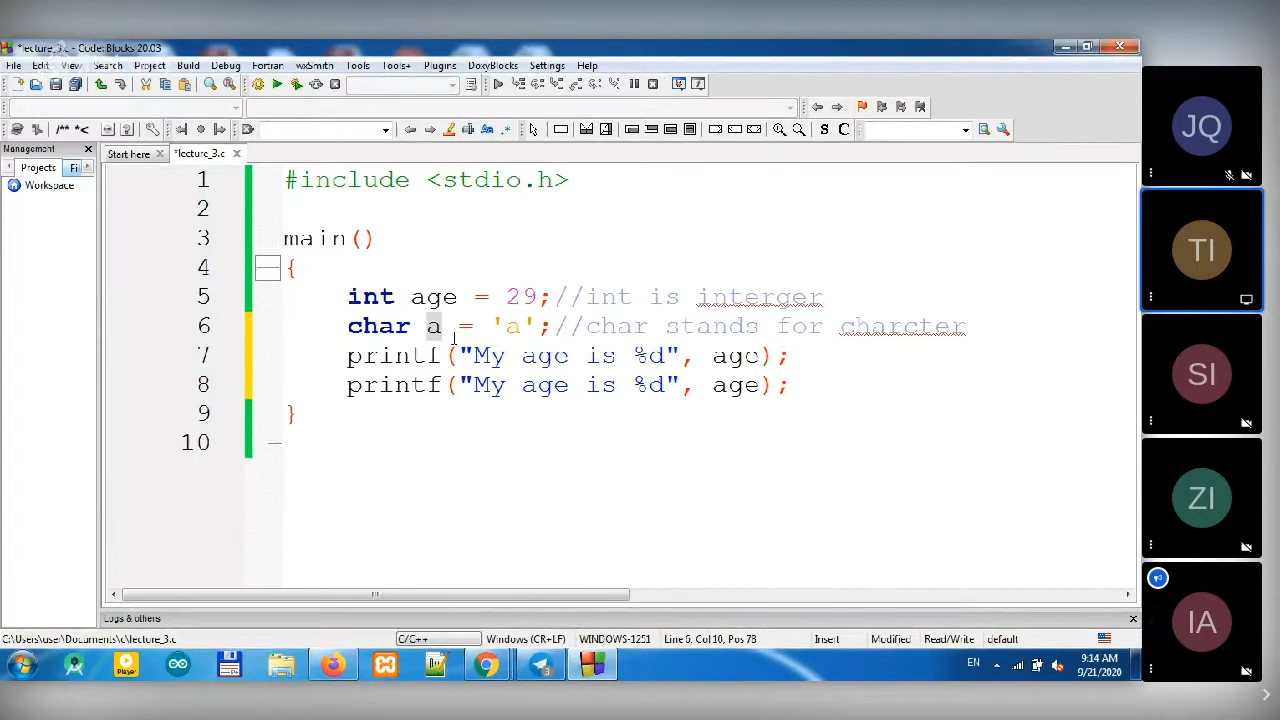 *lecture_3.c - Code::Blocks 20.03
File Edit View Search Project Build Debug Fortran wxSmith Tools Tools+ Plugins DoxyBlocks Settings Help
/** *<
S C
Management
Start here *lecture_3.c
Projects Fi
Workspace
1 #include <stdio.h>
2
3 main()
4 {
5 int age = 29;//int is interger
6 char a = 'a';//char stands for charcter
7 printf("My age is %d", age);
8 printf("My age is %d", age);
9 }
10
Logs & others
C:\Users\user\Documents\c\lecture_3.c C/C++ Windows (CR+LF) WINDOWS-1251 Line 6, Col 10, Pos 78 Insert Modified Read/Write default
Player
EN
9:14 AM
9/21/2020
JQ
TI
SI
ZI
IA